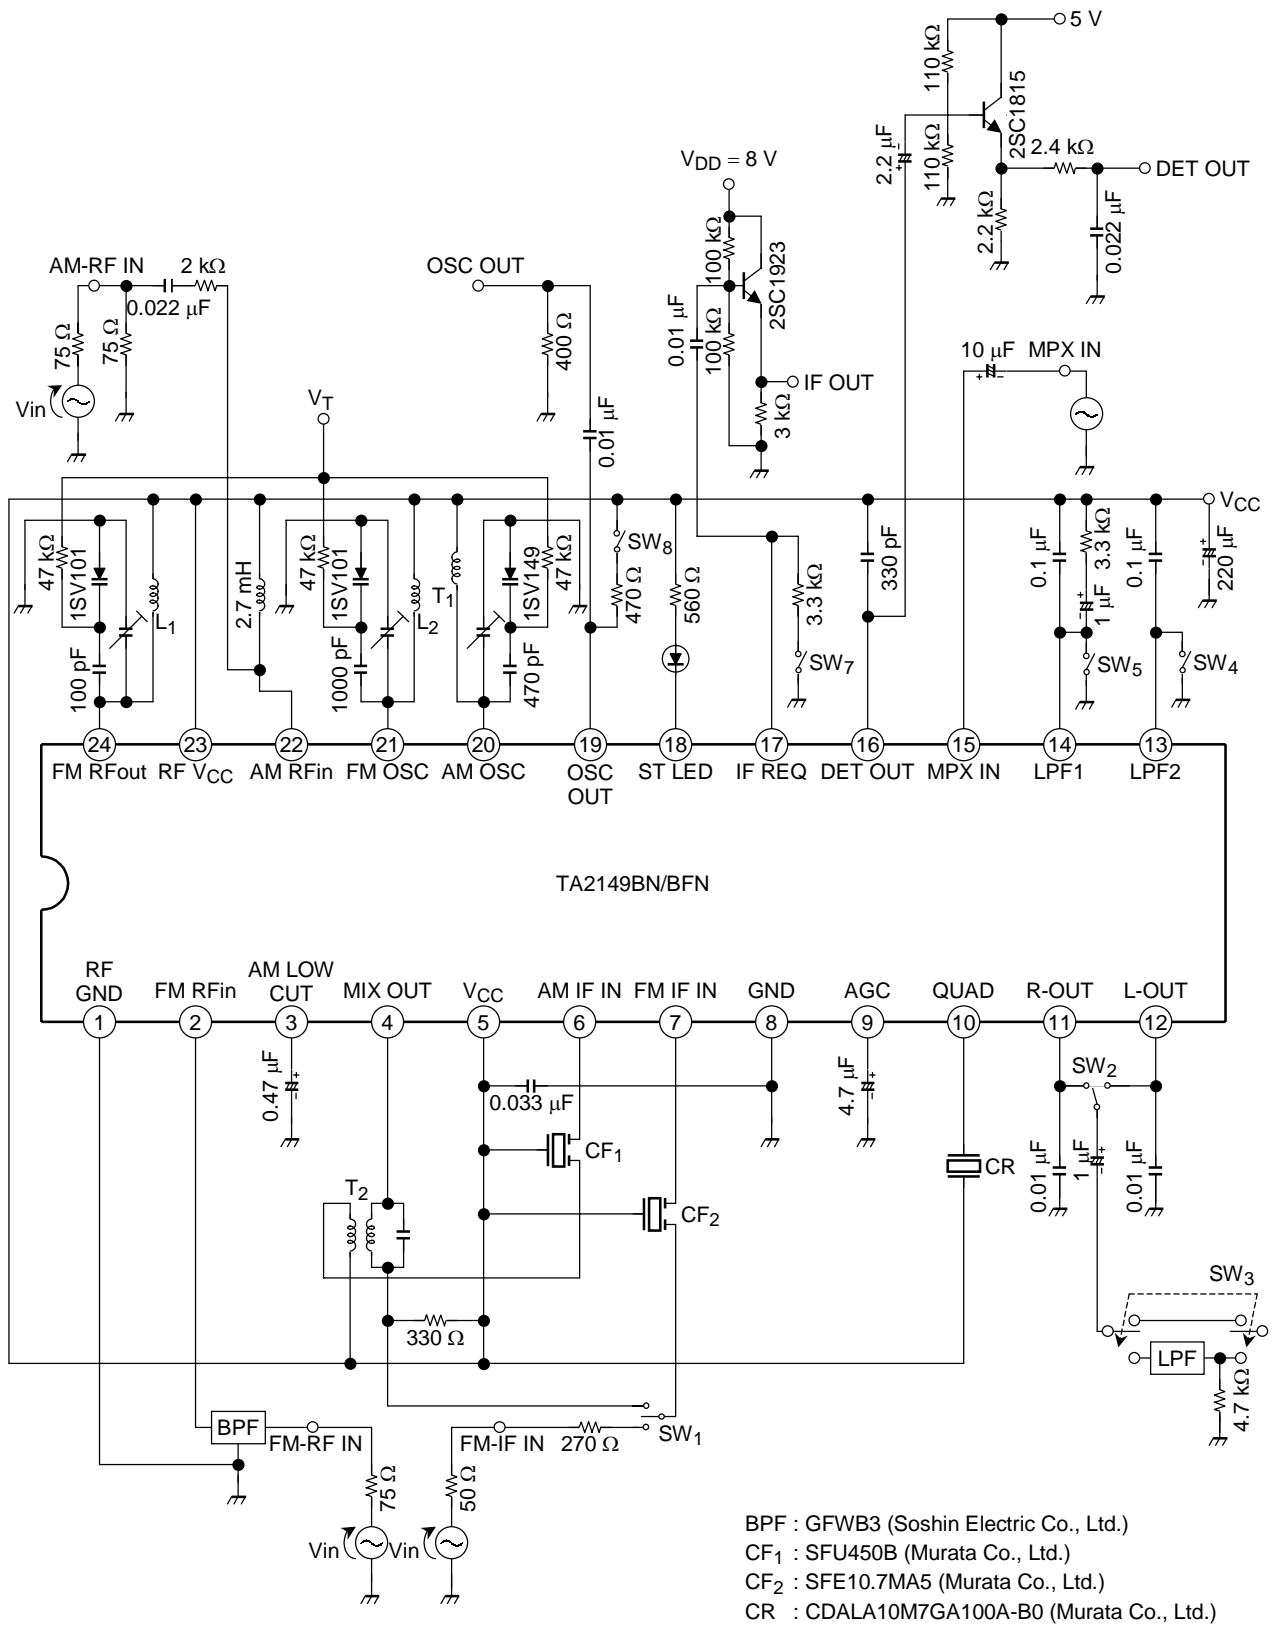 5 V
110 kΩ
2SC1815
2.2 μF
110 kΩ
2.4 kΩ
DET OUT
2.2 kΩ
0.022 μF
VDD = 8 V
100 kΩ
2SC1923
0.01 μF
100 kΩ
IF OUT
3 kΩ
AM-RF IN
2 kΩ
0.022 μF
75 Ω
75 Ω
Vin
OSC OUT
400 Ω
0.01 μF
10 μF
MPX IN
VT
VCC
47 kΩ
1SV101
100 pF
L1
2.7 mH
47 kΩ
1SV101
1000 pF
L2
T1
1SV149
47 kΩ
470 pF
SW8
470 Ω
560 Ω
3.3 kΩ
SW7
330 pF
0.1 μF
3.3 kΩ
1 μF
SW5
0.1 μF
SW4
220 μF
24 23 22 21 20 19 18 17 16 15 14 13
FM RFout RF VCC AM RFin FM OSC AM OSC OSC OUT ST LED IF REQ DET OUT MPX IN LPF1 LPF2
TA2149BN/BFN
RF GND FM RFin AM LOW CUT MIX OUT VCC AM IF IN FM IF IN GND AGC QUAD R-OUT L-OUT
1 2 3 4 5 6 7 8 9 10 11 12
0.47 μF
0.033 μF
4.7 μF
SW2
CF1
CR
0.01 μF
1 μF
0.01 μF
T2
CF2
SW3
330 Ω
LPF
4.7 kΩ
BPF
FM-RF IN
FM-IF IN
270 Ω
SW1
75 Ω
50 Ω
Vin
Vin
BPF : GFWB3 (Soshin Electric Co., Ltd.)
CF1 : SFU450B (Murata Co., Ltd.)
CF2 : SFE10.7MA5 (Murata Co., Ltd.)
CR : CDALA10M7GA100A-B0 (Murata Co., Ltd.)